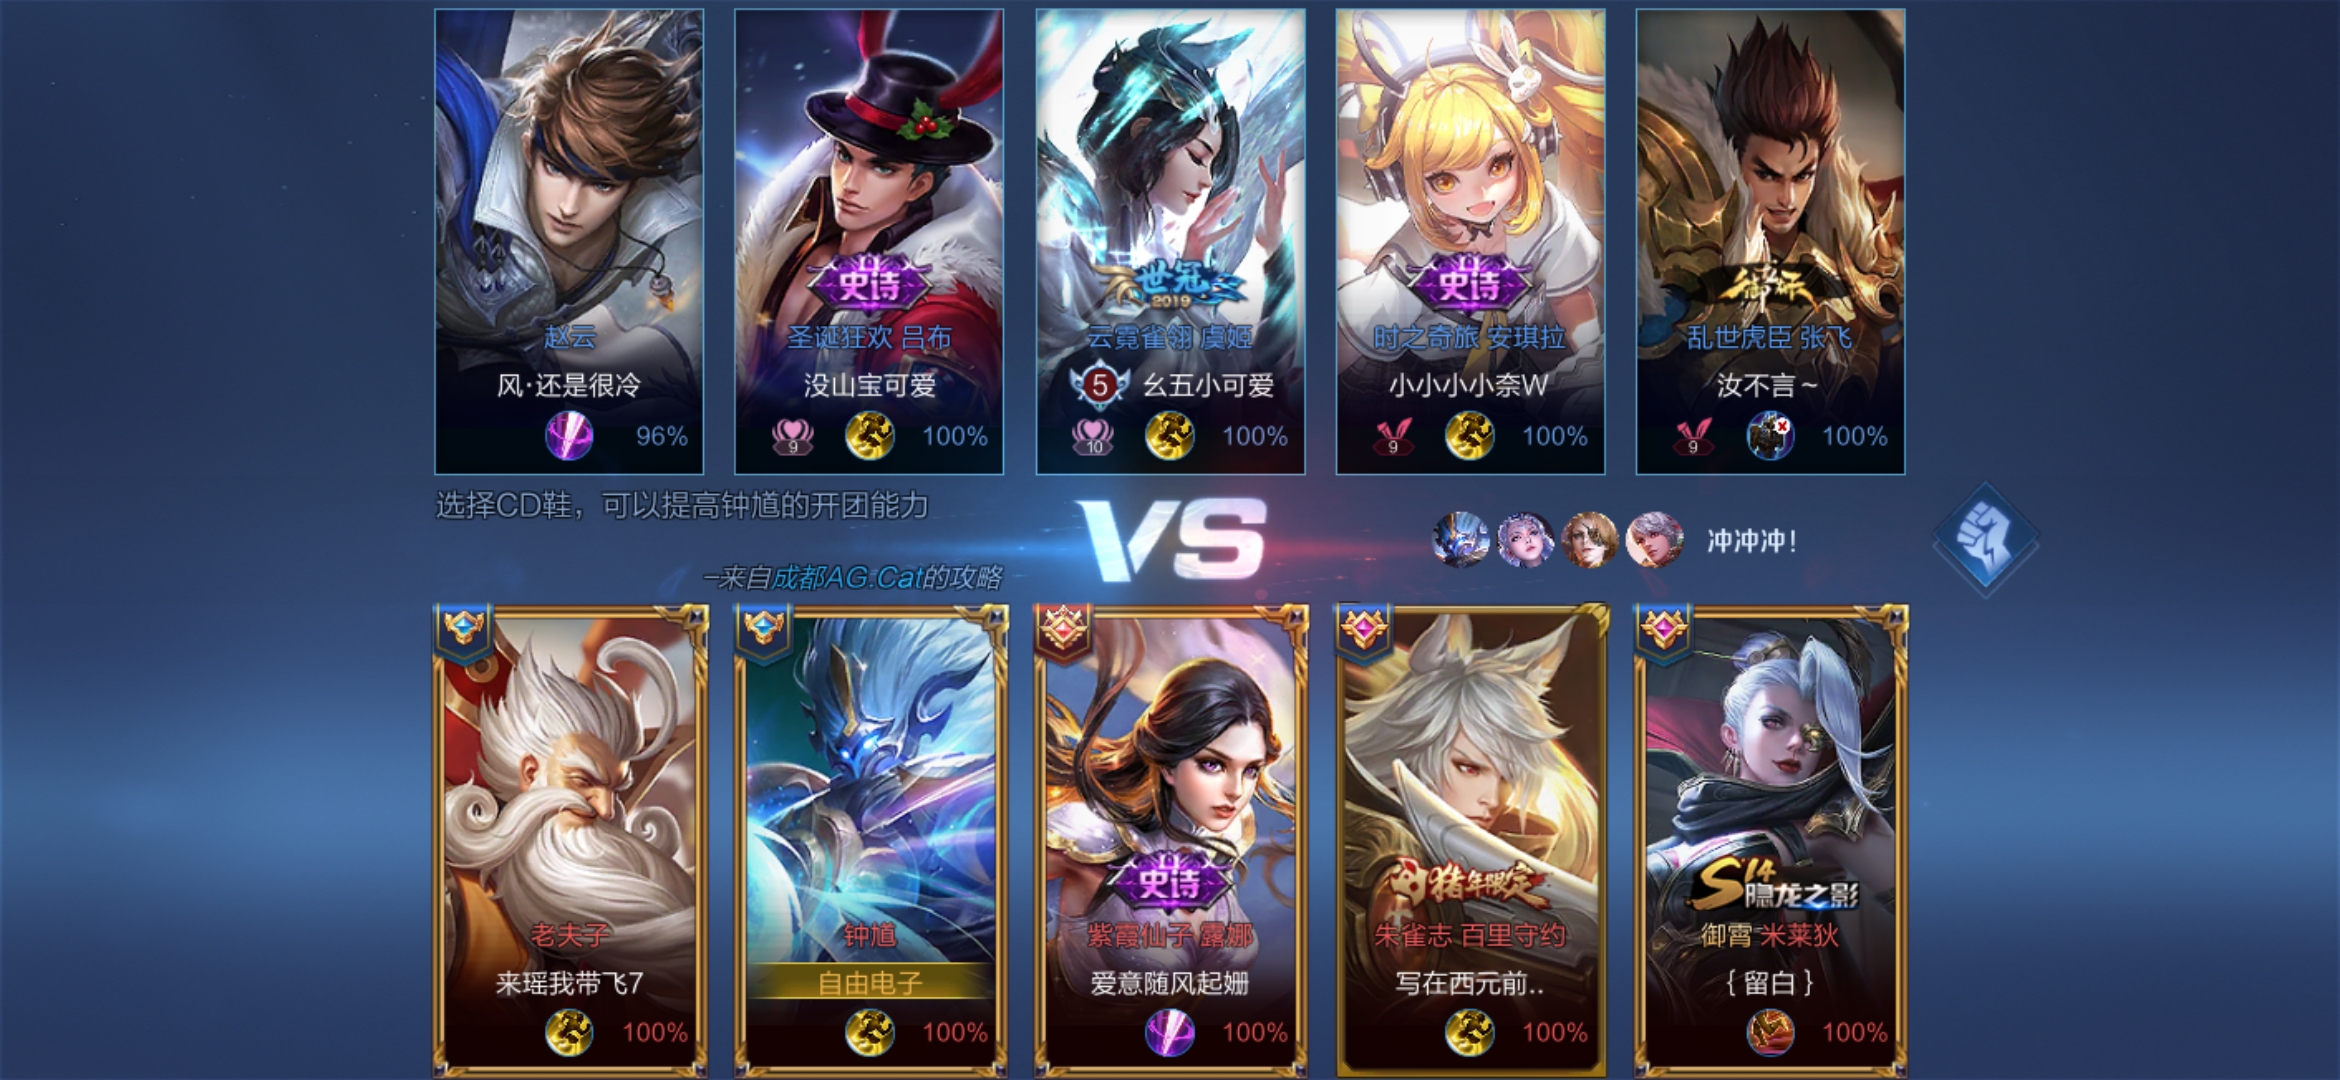 史诗
世冠
2019
史诗
御师
赵云
圣诞狂欢 吕布
云霓雀翎 虞姬
时之奇旅 安琪拉
乱世虎臣 张飞
风·还是很冷
没山宝可爱
5
幺五小可爱
小小小小奈W
汝不言~
96%
9
100%
10
100%
9
100%
9
100%
选择CD鞋，可以提高钟馗的开团能力
VS
冲冲冲!
-来自成都AG.Cat的攻略
史诗
猪年限定
S14
隐龙之影
老夫子
钟馗
紫霞仙子 露娜
朱雀志 百里守约
御霄 米莱狄
来瑶我带飞7
自由电子
爱意随风起姗
写在西元前..
{留白}
100%
100%
100%
100%
100%